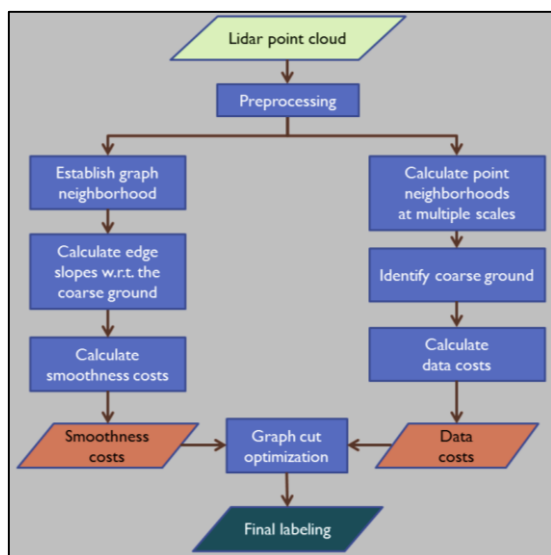 Lidar point cloud
Preprocessing
Establish graph
neighborhood
Calculate edge
slopes w.r.t. the
coarse ground
Calculate
smoothness costs
Smoothness
costs
Calculate point
neighborhoods
at multiple scales
Identify coarse ground
Calculate
data costs
Data
costs
Graph cut
optimization
Final labeling